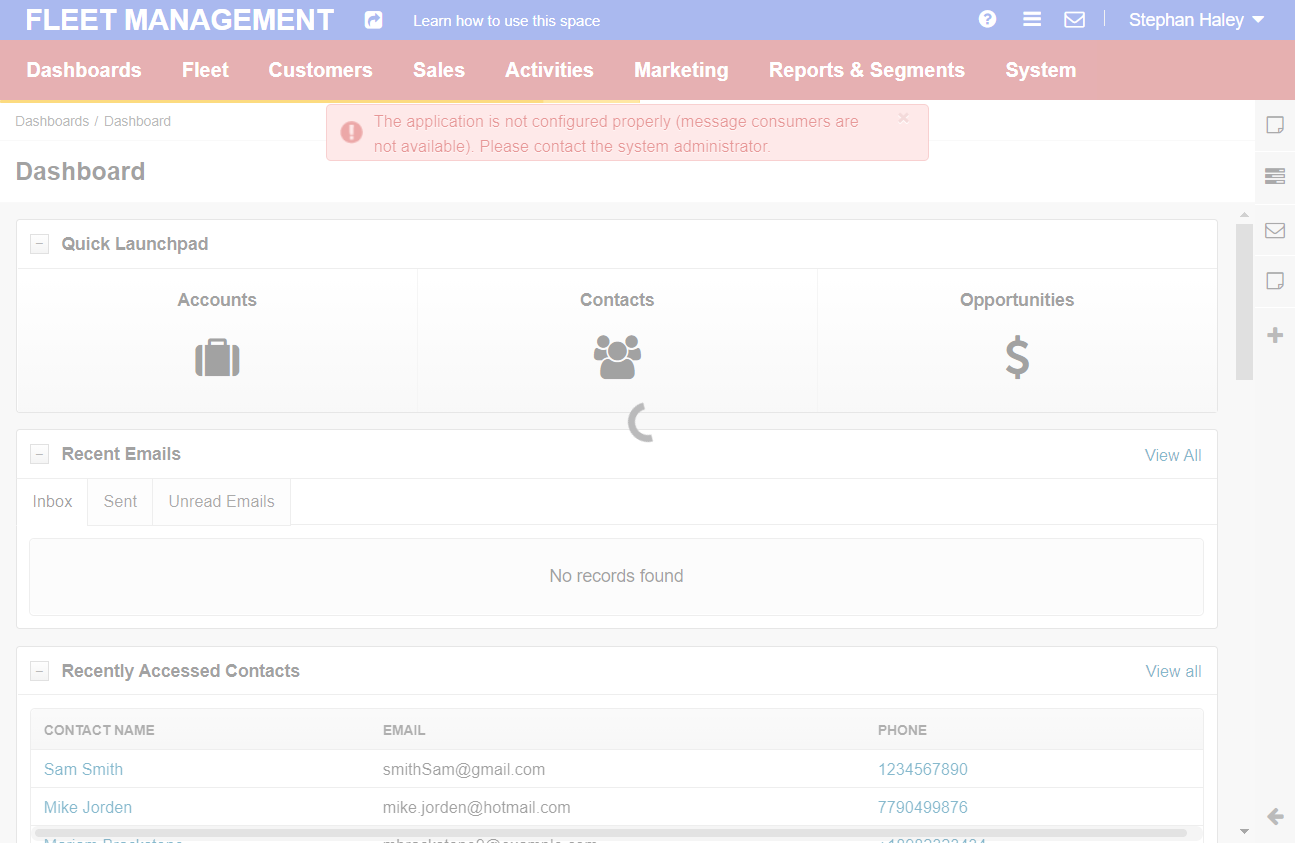 FLEET MANAGEMENT Learn how to use this space Stephan Haley
Dashboards Fleet Customers Sales Activities Marketing Reports & Segments System
Dashboards / Dashboard
The application is not configured properly (message consumers are
not available). Please contact the system administrator.
×
Dashboard
Quick Launchpad
Accounts Contacts Opportunities
Recent Emails View All
Inbox Sent Unread Emails
No records found
Recently Accessed Contacts View all
CONTACT NAME EMAIL PHONE
Sam Smith smithSam@gmail.com 1234567890
Mike Jorden mike.jorden@hotmail.com 7790499876